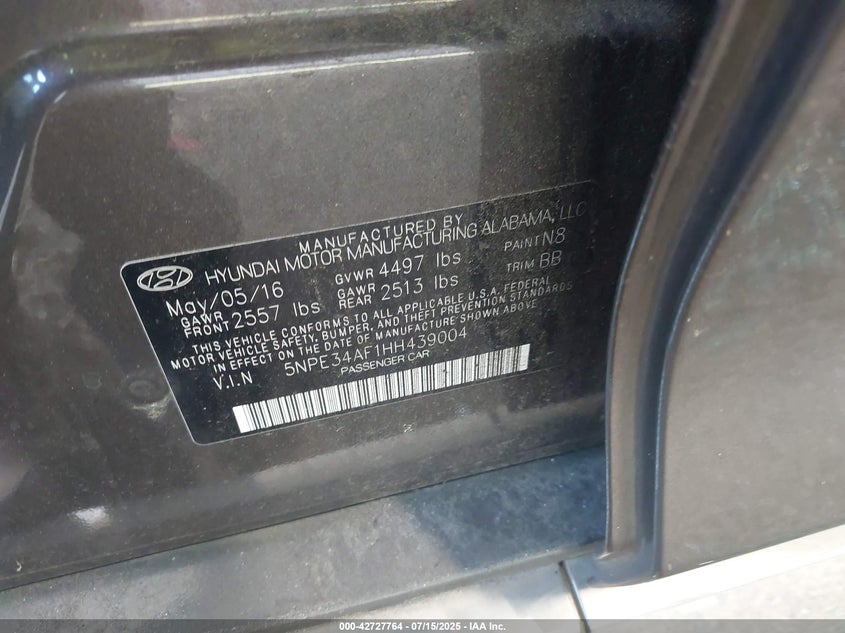 MANUFACTURED BY
HYUNDAI MOTOR MANUFACTURING ALABAMA, LLC
May/05/16 GVWR 4497 lbs PAINT N8
GAWR FRONT 2557 lbs GAWR REAR 2513 lbs TRIM BB
THIS VEHICLE CONFORMS TO ALL APPLICABLE U.S.A. FEDERAL
MOTOR VEHICLE SAFETY, BUMPER, AND THEFT PREVENTION STANDARDS
IN EFFECT ON THE DATE OF MANUFACTURE SHOWN ABOVE
V.I.N 5NPE34AF1HH439004
PASSENGER CAR
000-42727764 - 07/15/2025 - IAA Inc.